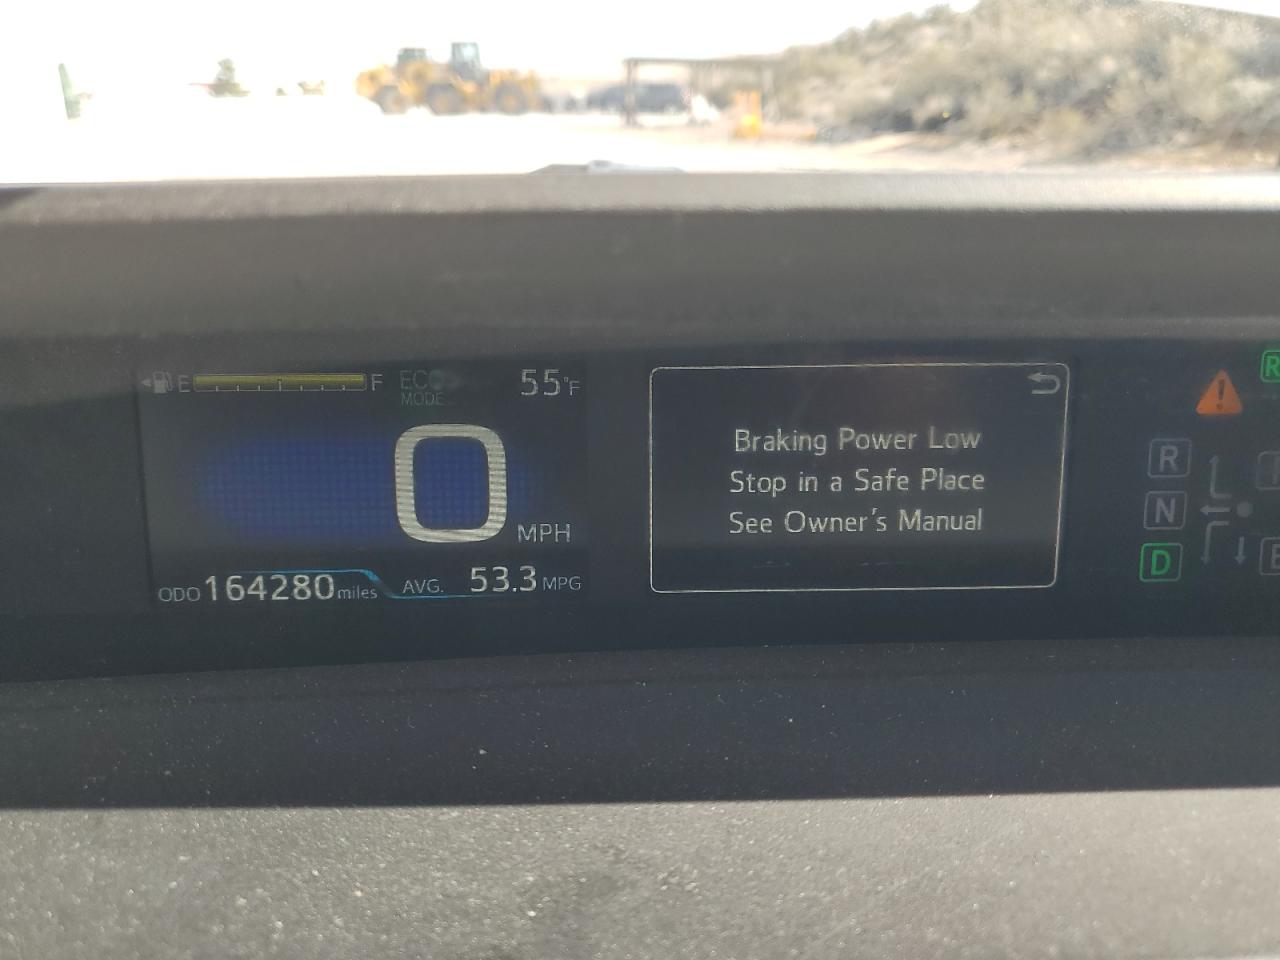 E F ECO MODE 55°F
0 MPH
ODO 164280 miles AVG. 53.3 MPG
Braking Power Low
Stop in a Safe Place
See Owner's Manual
!
R
R
N
D